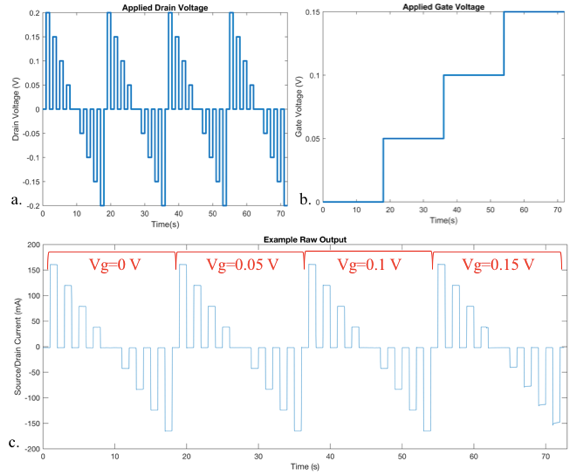 Applied Drain Voltage
0.2
0.15
0.1
0.05
0
-0.05
-0.1
-0.15
-0.2
Drain Voltage (V)
0 10 20 30 40 50 60 70
Time(s)
a.
Applied Gate Voltage
0.15
0.1
0.05
0
Gate Voltage (V)
0 10 20 30 40 50 60 70
Time(s)
b.
Example Raw Output
200
150
100
50
0
-50
-100
-150
-200
Source/Drain Current (mA)
Vg=0 V Vg=0.05 V Vg=0.1 V Vg=0.15 V
0 10 20 30 40 50 60 70
Time (s)
c.